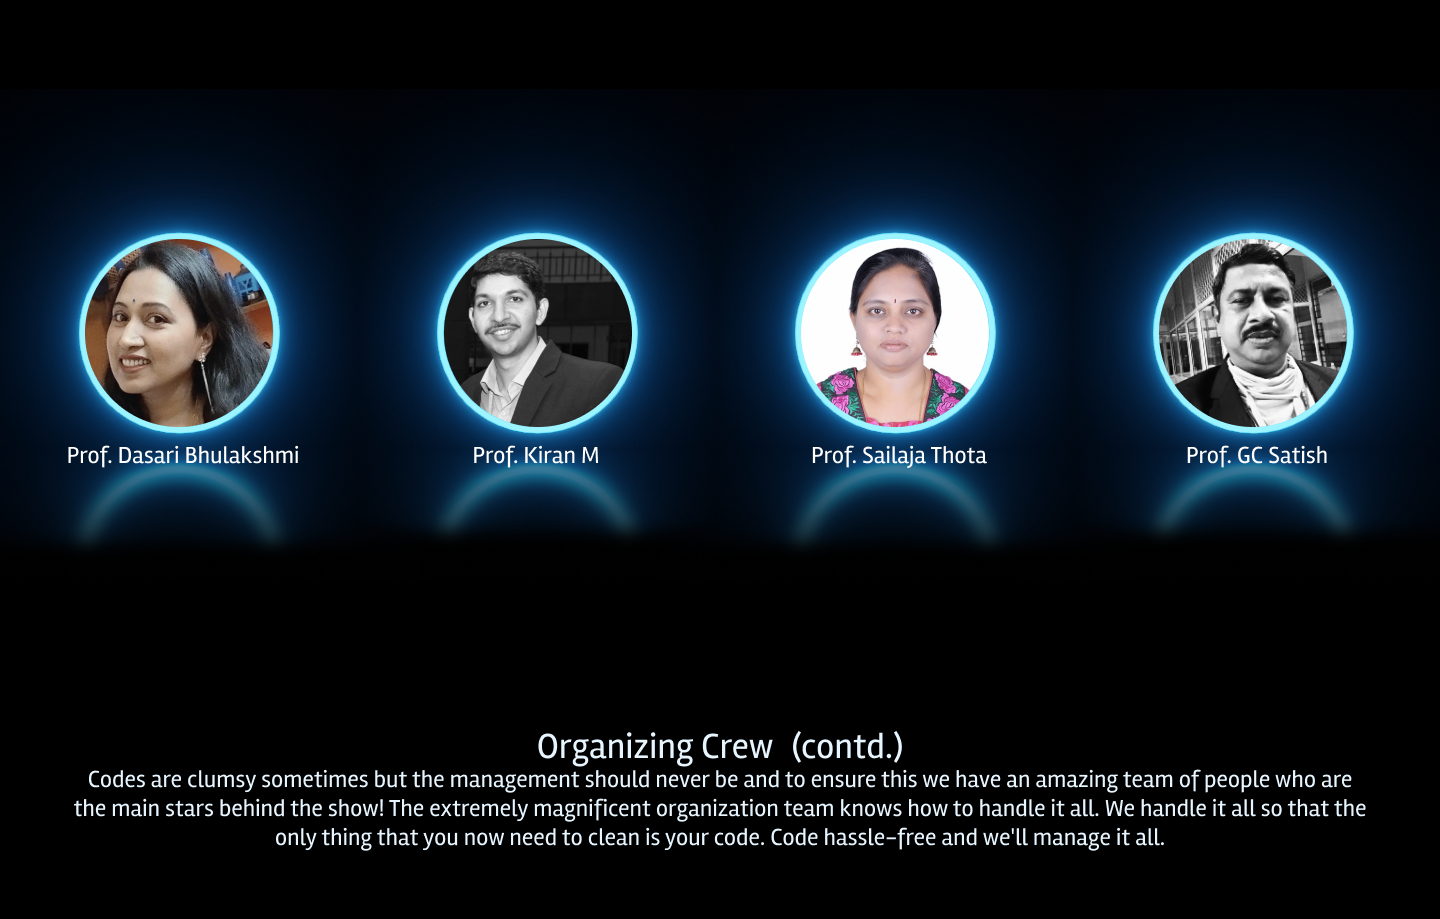 Prof. Dasari Bhulakshmi
Prof. Kiran M
Prof. Sailaja Thota
Prof. GC Satish
Organizing Crew (contd.)
Codes are clumsy sometimes but the management should never be and to ensure this we have an amazing team of people who are
the main stars behind the show! The extremely magnificent organization team knows how to handle it all. We handle it all so that the
only thing that you now need to clean is your code. Code hassle-free and we'll manage it all.